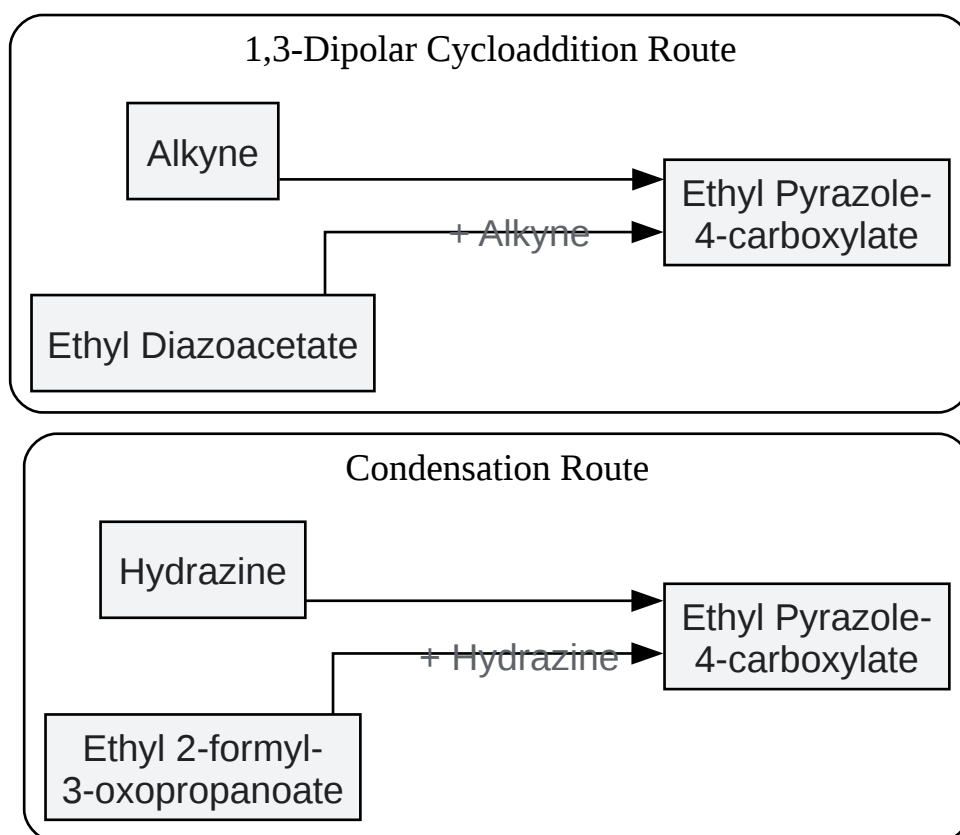 1,3-Dipolar Cycloaddition Route
Alkyne
Ethyl Pyrazole-
4-carboxylate
+ Alkyne
Ethyl Diazoacetate
Condensation Route
Hydrazine
Ethyl Pyrazole-
4-carboxylate
+ Hydrazine
Ethyl 2-formyl-
3-oxopropanoate